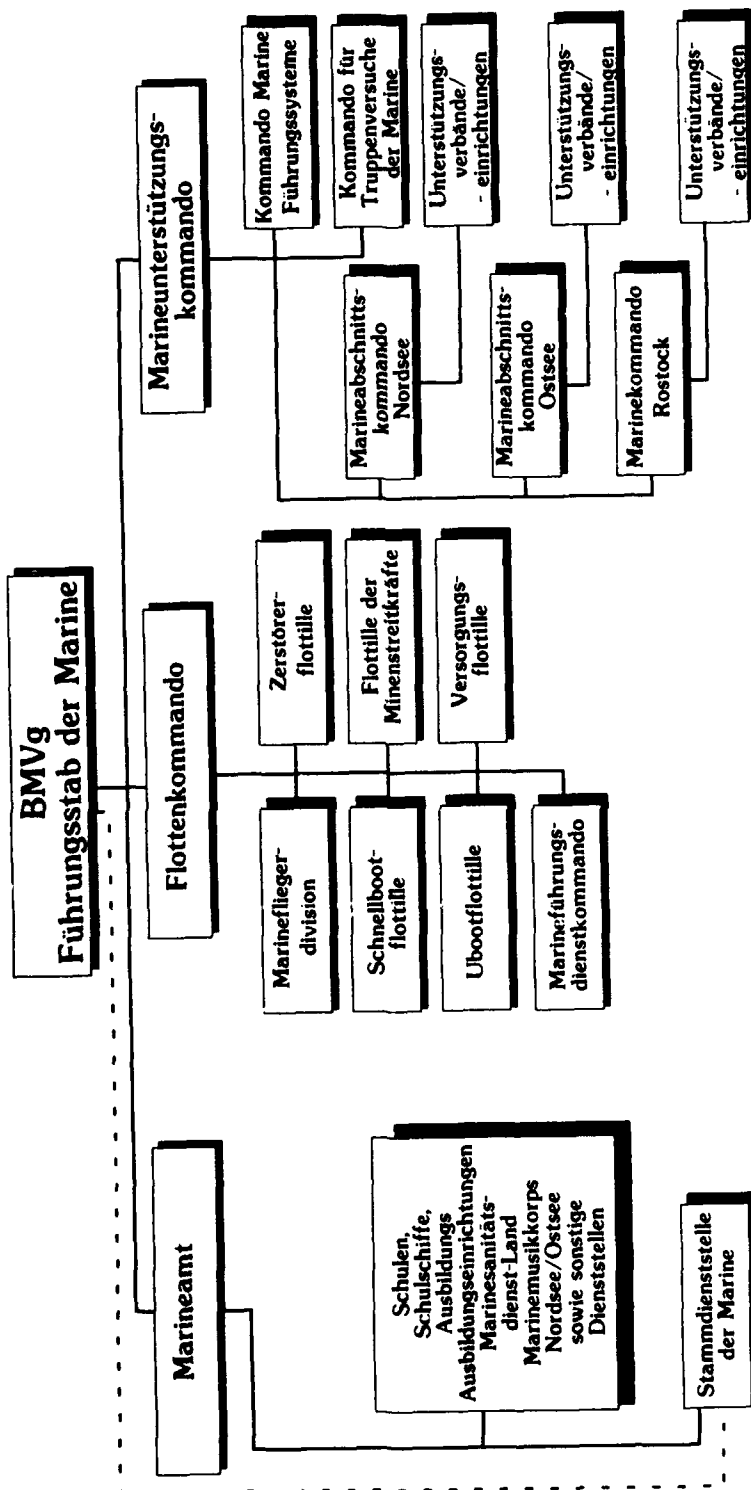 BMVg
Führungsstab der Marine
Marineamt
Flottenkommando
Marineunterstützungs-
kommando
Schulen,
Schulschiffe,
Ausbildungs
Ausbildungseinrichtungen
Marinesanitäts-
dienst-Land
Marinemusikkorps
Nordsee/Ostsee
sowie sonstige
Dienststellen
Stammdienststelle
der Marine
Marineflieger-
division
Zerstörer-
flottille
Schnellboot-
flottille
Flottille der
Minenstreitkräfte
Ubootflottille
Versorgungs-
flottille
Marineführungs-
dienstkommando
Kommando Marine
Führungssysteme
Kommando für
Truppenversuche
der Marine
Marineabschnitts-
kommando
Nordsee
Unterstützungs-
verbände/
- einrichtungen
Marineabschnitts-
kommando
Ostsee
Unterstützungs-
verbände/
- einrichtungen
Marinekommando
Rostock
Unterstützungs-
verbände/
- einrichtungen